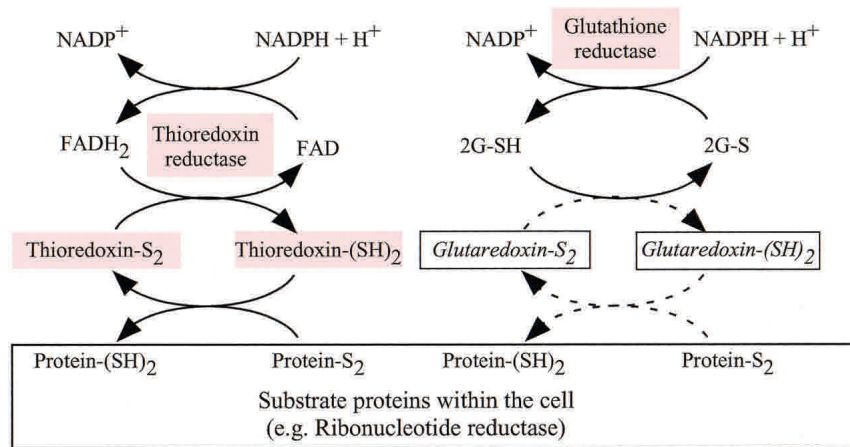 NADP⁺ NADPH + H⁺ NADP⁺ Glutathione reductase NADPH + H⁺
FADH₂ Thioredoxin reductase FAD 2G-SH 2G-S
Thioredoxin-S₂ Thioredoxin-(SH)₂ Glutaredoxin-S₂ Glutaredoxin-(SH)₂
Protein-(SH)₂ Protein-S₂ Protein-(SH)₂ Protein-S₂
Substrate proteins within the cell
(e.g. Ribonucleotide reductase)